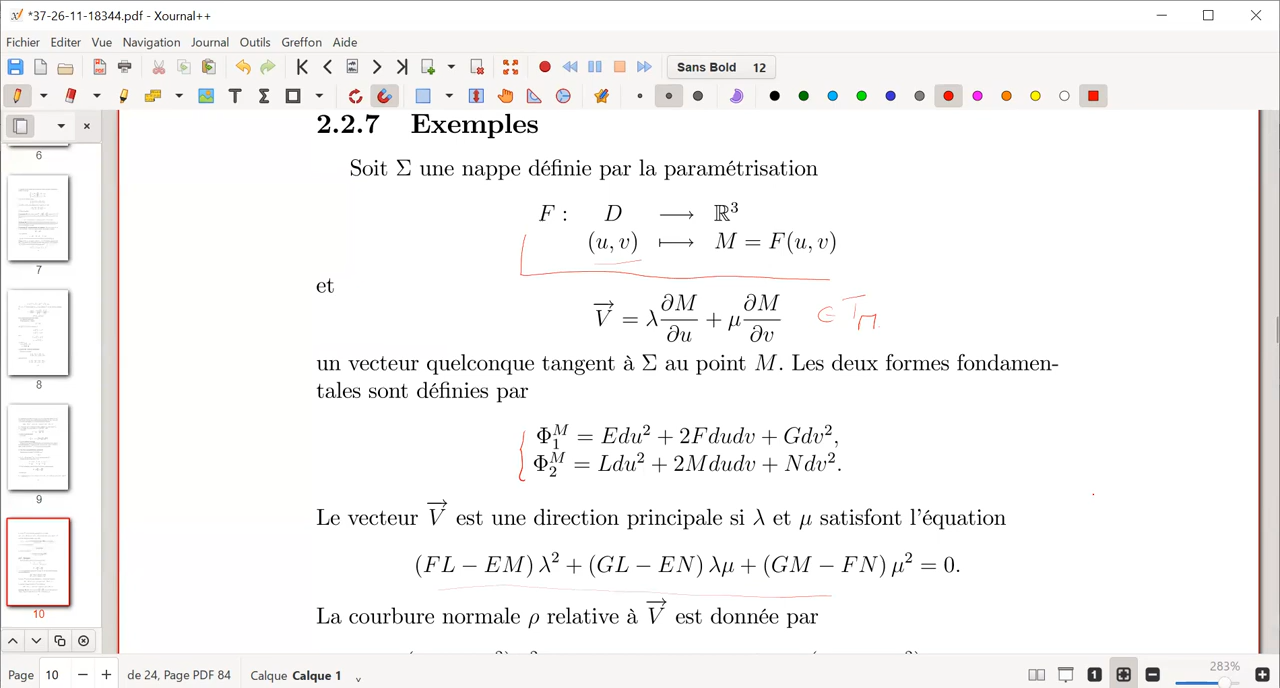 *37-26-11-18344.pdf - Xournal++
Fichier Editer Vue Navigation Journal Outils Greffon Aide
Sans Bold 12
6
7
8
9
10
2.2.7 Exemples
Soit Σ une nappe définie par la paramétrisation
F : D ⟶ ℝ³
(u, v) ⟼ M = F(u, v)
et
V⃗ = λ ∂M/∂u + μ ∂M/∂v ∈ T_M
un vecteur quelconque tangent à Σ au point M. Les deux formes fondamen-
tales sont définies par
Φ₁ᴹ = Edu² + 2Fdudv + Gdv²,
Φ₂ᴹ = Ldu² + 2Mdudv + Ndv².
Le vecteur V⃗ est une direction principale si λ et μ satisfont l'équation
(FL − EM) λ² + (GL − EN) λμ + (GM − FN) μ² = 0.
La courbure normale ρ relative à V⃗ est donnée par
Page 10 de 24, Page PDF 84 Calque Calque 1 283%